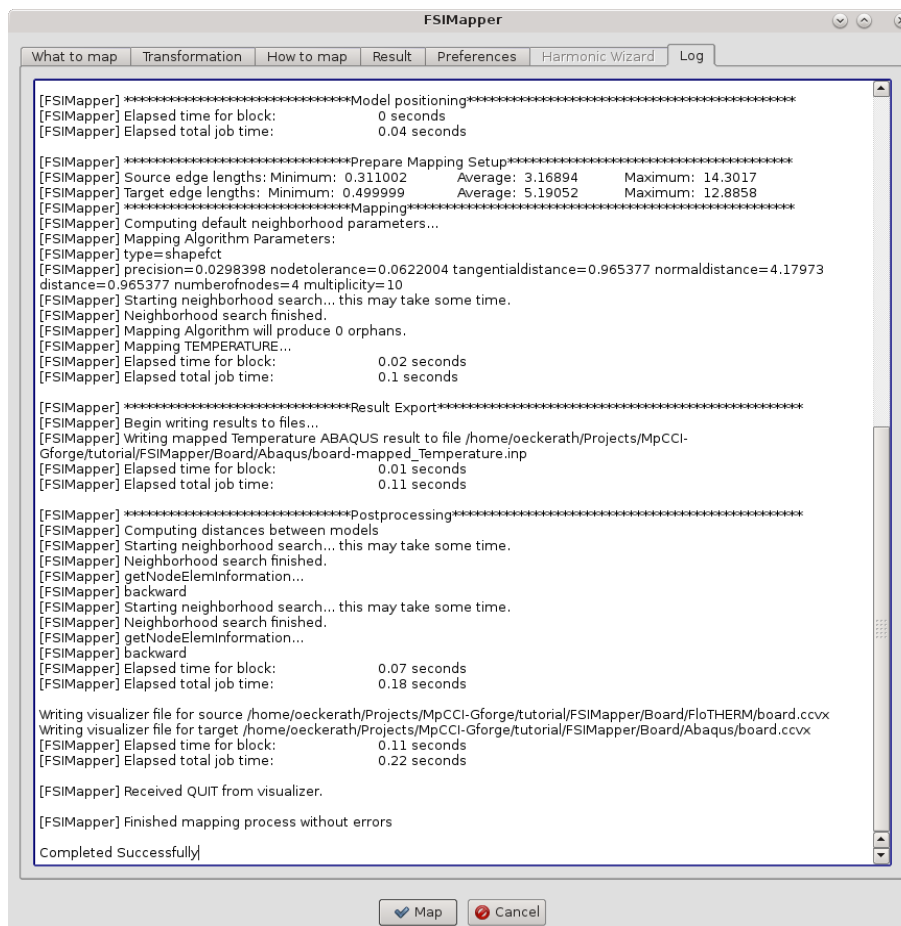 FSIMapper
What to map Transformation How to map Result Preferences Harmonic Wizard Log
[FSIMapper] ******************************Model positioning********************************************
[FSIMapper] Elapsed time for block: 0 seconds
[FSIMapper] Elapsed total job time: 0.04 seconds
[FSIMapper] ******************************Prepare Mapping Setup**************************************
[FSIMapper] Source edge lengths: Minimum: 0.311002 Average: 3.16894 Maximum: 14.3017
[FSIMapper] Target edge lengths: Minimum: 0.499999 Average: 5.19052 Maximum: 12.8858
[FSIMapper] ******************************Mapping****************************************************
[FSIMapper] Computing default neighborhood parameters...
[FSIMapper] Mapping Algorithm Parameters:
[FSIMapper] type=shapefct
[FSIMapper] precision=0.0298398 nodetolerance=0.0622004 tangentialdistance=0.965377 normaldistance=4.17973
distance=0.965377 numberofnodes=4 multiplicity=10
[FSIMapper] Starting neighborhood search... this may take some time.
[FSIMapper] Neighborhood search finished.
[FSIMapper] Mapping Algorithm will produce 0 orphans.
[FSIMapper] Mapping TEMPERATURE...
[FSIMapper] Elapsed time for block: 0.02 seconds
[FSIMapper] Elapsed total job time: 0.1 seconds
[FSIMapper] ******************************Result Export*************************************************
[FSIMapper] Begin writing results to files...
[FSIMapper] Writing mapped Temperature ABAQUS result to file /home/oeckerath/Projects/MpCCI-
Gforge/tutorial/FSIMapper/Board/Abaqus/board-mapped_Temperature.inp
[FSIMapper] Elapsed time for block: 0.01 seconds
[FSIMapper] Elapsed total job time: 0.11 seconds
[FSIMapper] ******************************Postprocessing***********************************************
[FSIMapper] Computing distances between models
[FSIMapper] Starting neighborhood search... this may take some time.
[FSIMapper] Neighborhood search finished.
[FSIMapper] getNodeElemInformation...
[FSIMapper] backward
[FSIMapper] Starting neighborhood search... this may take some time.
[FSIMapper] Neighborhood search finished.
[FSIMapper] getNodeElemInformation...
[FSIMapper] backward
[FSIMapper] Elapsed time for block: 0.07 seconds
[FSIMapper] Elapsed total job time: 0.18 seconds
Writing visualizer file for source /home/oeckerath/Projects/MpCCI-Gforge/tutorial/FSIMapper/Board/FloTHERM/board.ccvx
Writing visualizer file for target /home/oeckerath/Projects/MpCCI-Gforge/tutorial/FSIMapper/Board/Abaqus/board.ccvx
[FSIMapper] Elapsed time for block: 0.11 seconds
[FSIMapper] Elapsed total job time: 0.22 seconds
[FSIMapper] Received QUIT from visualizer.
[FSIMapper] Finished mapping process without errors
Completed Successfully
Map Cancel